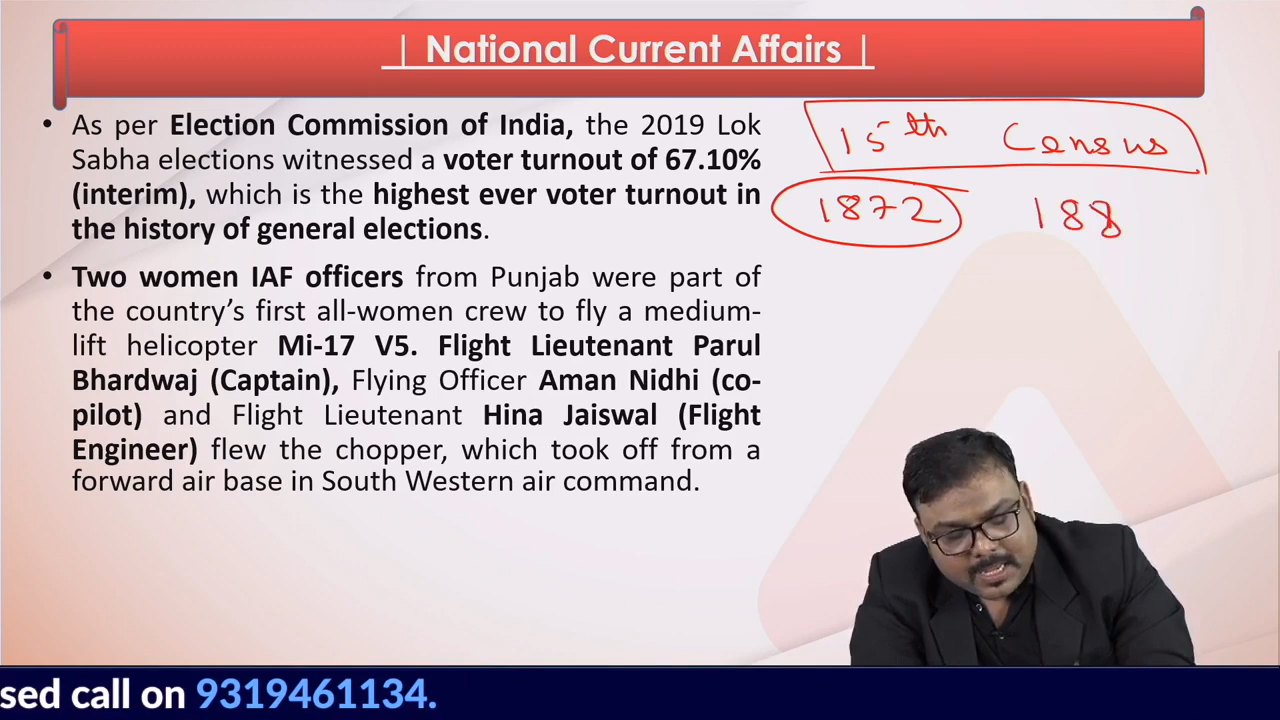 | National Current Affairs |
• As per Election Commission of India, the 2019 Lok
Sabha elections witnessed a voter turnout of 67.10%
(interim), which is the highest ever voter turnout in
the history of general elections.
• Two women IAF officers from Punjab were part of
the country’s first all-women crew to fly a medium-
lift helicopter Mi-17 V5. Flight Lieutenant Parul
Bhardwaj (Captain), Flying Officer Aman Nidhi (co-
pilot) and Flight Lieutenant Hina Jaiswal (Flight
Engineer) flew the chopper, which took off from a
forward air base in South Western air command.
15th Census
1872 188
sed call on 9319461134.